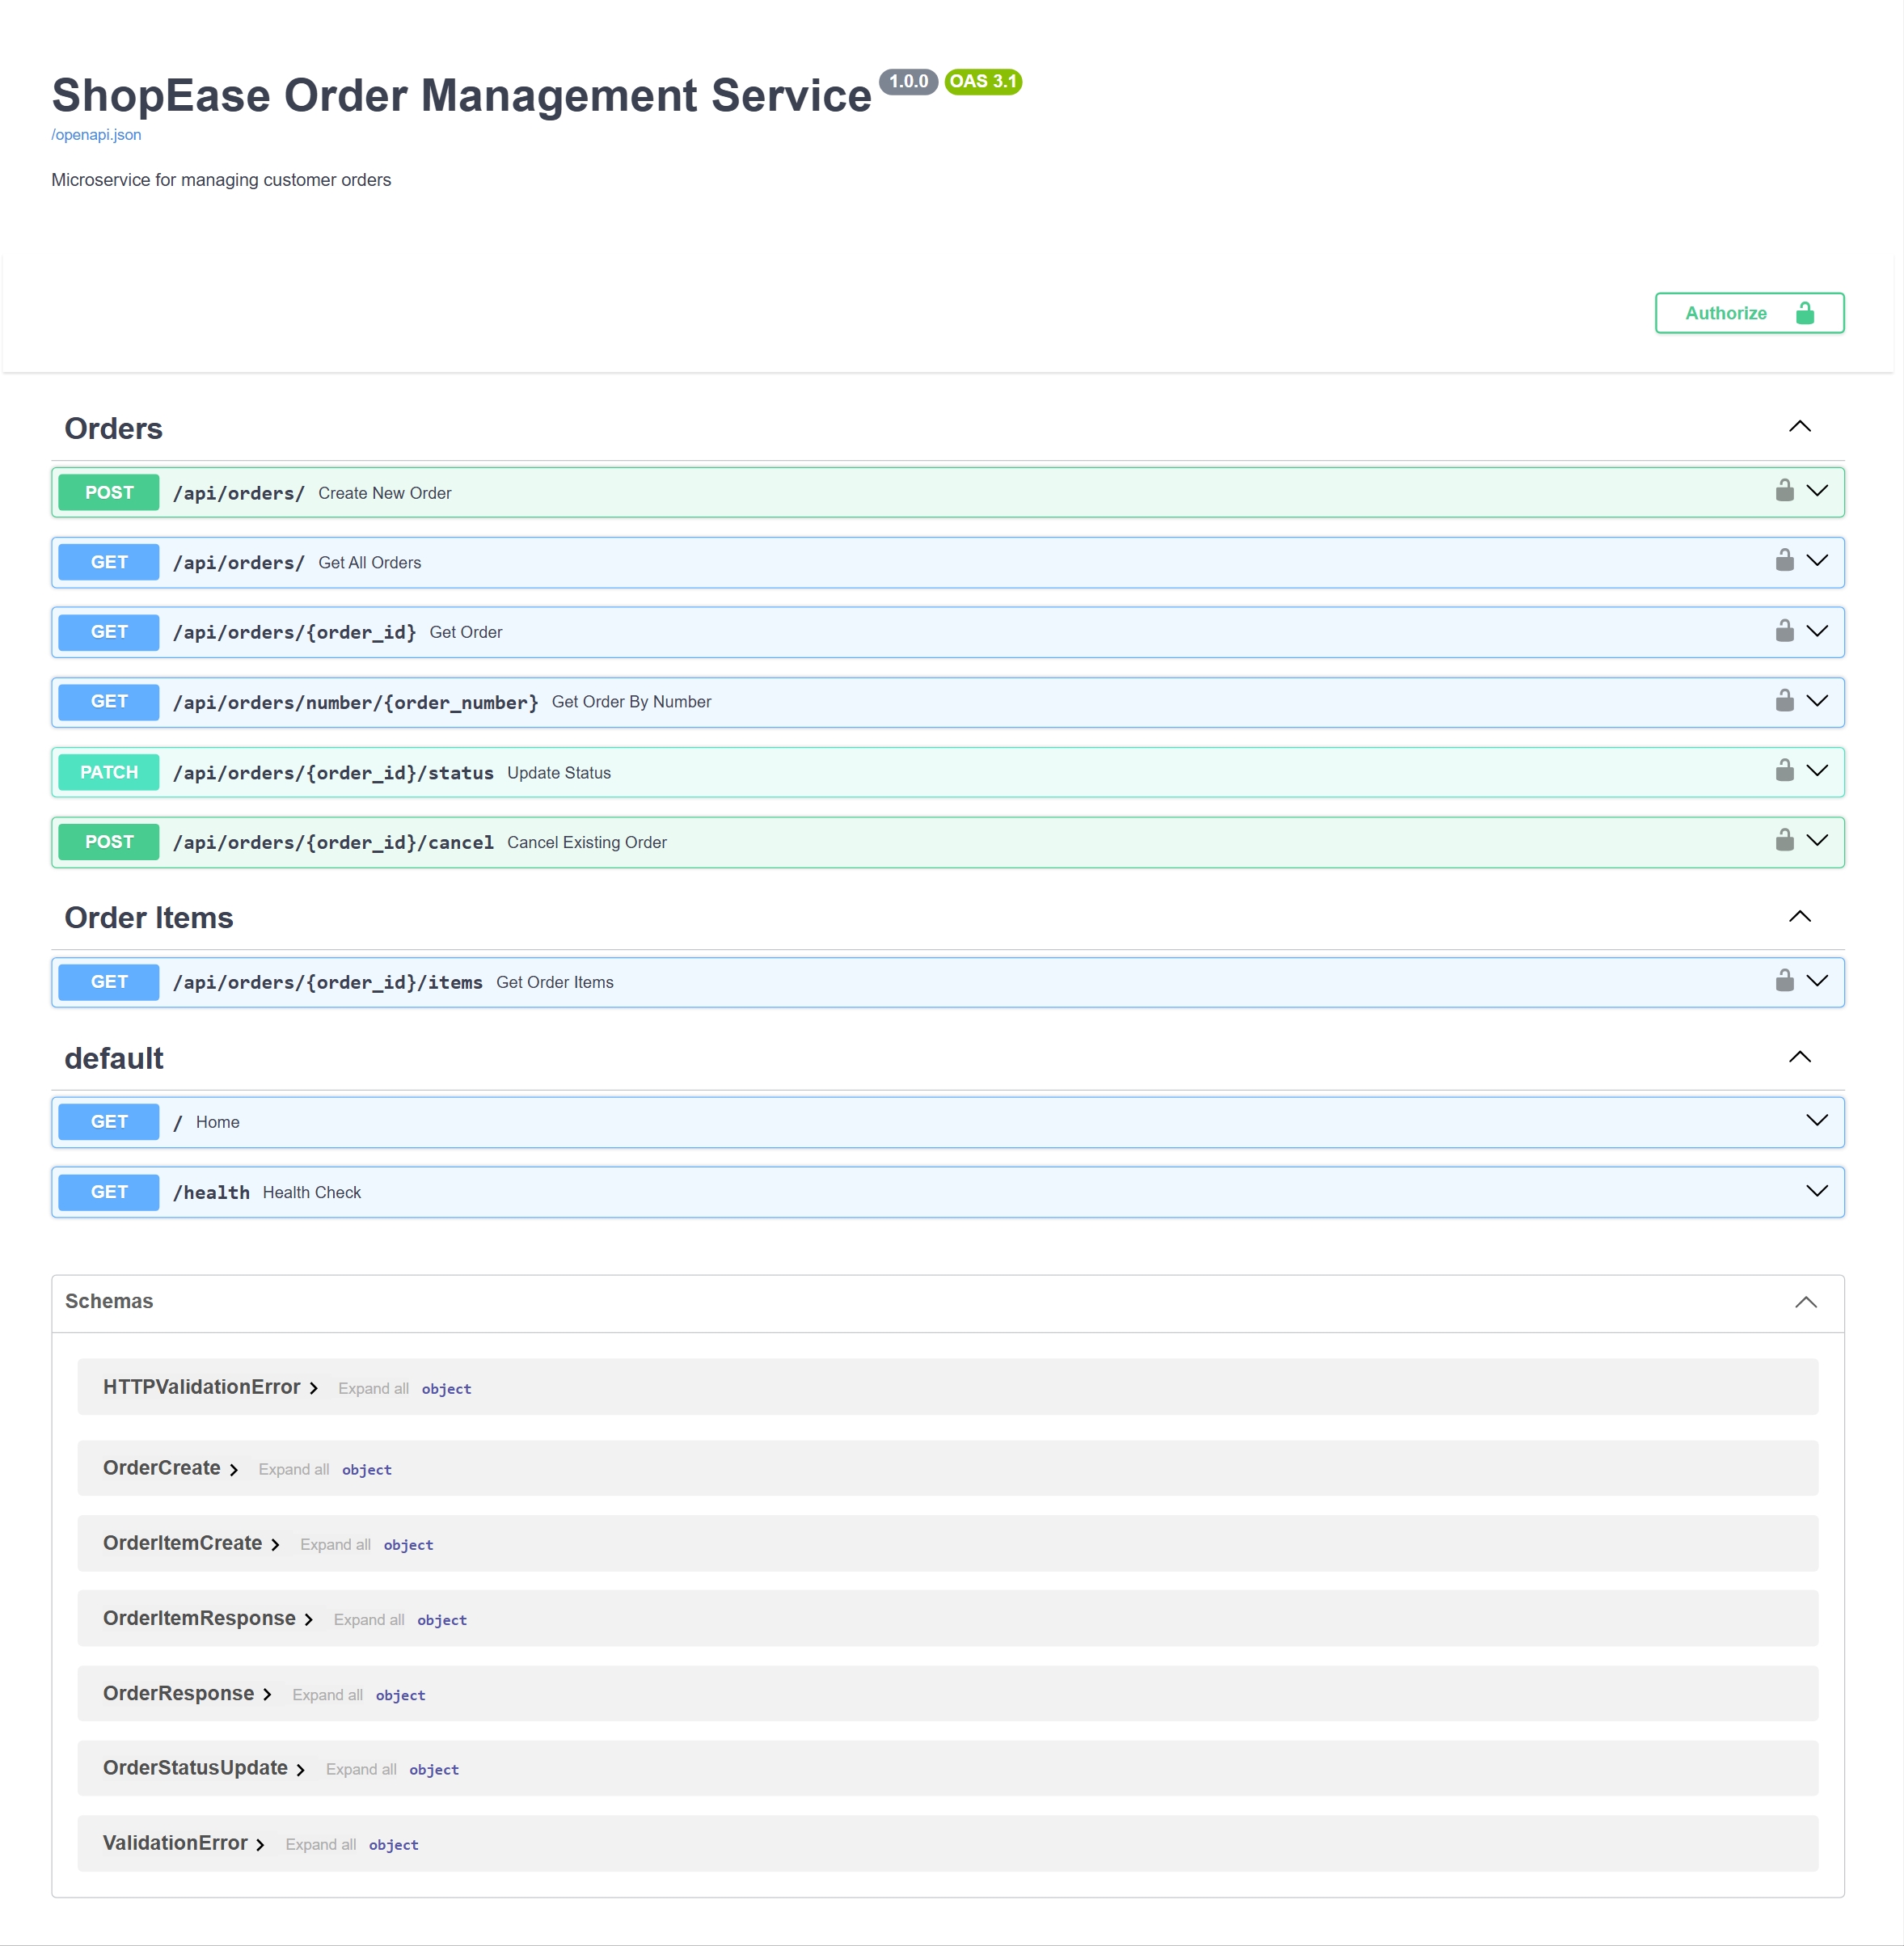 ShopEase Order Management Service 1.0.0 OAS 3.1
/openapi.json
Microservice for managing customer orders
Authorize
Orders
POST /api/orders/ Create New Order
GET /api/orders/ Get All Orders
GET /api/orders/{order_id} Get Order
GET /api/orders/number/{order_number} Get Order By Number
PATCH /api/orders/{order_id}/status Update Status
POST /api/orders/{order_id}/cancel Cancel Existing Order
Order Items
GET /api/orders/{order_id}/items Get Order Items
default
GET / Home
GET /health Health Check
Schemas
HTTPValidationError Expand all object
OrderCreate Expand all object
OrderItemCreate Expand all object
OrderItemResponse Expand all object
OrderResponse Expand all object
OrderStatusUpdate Expand all object
ValidationError Expand all object